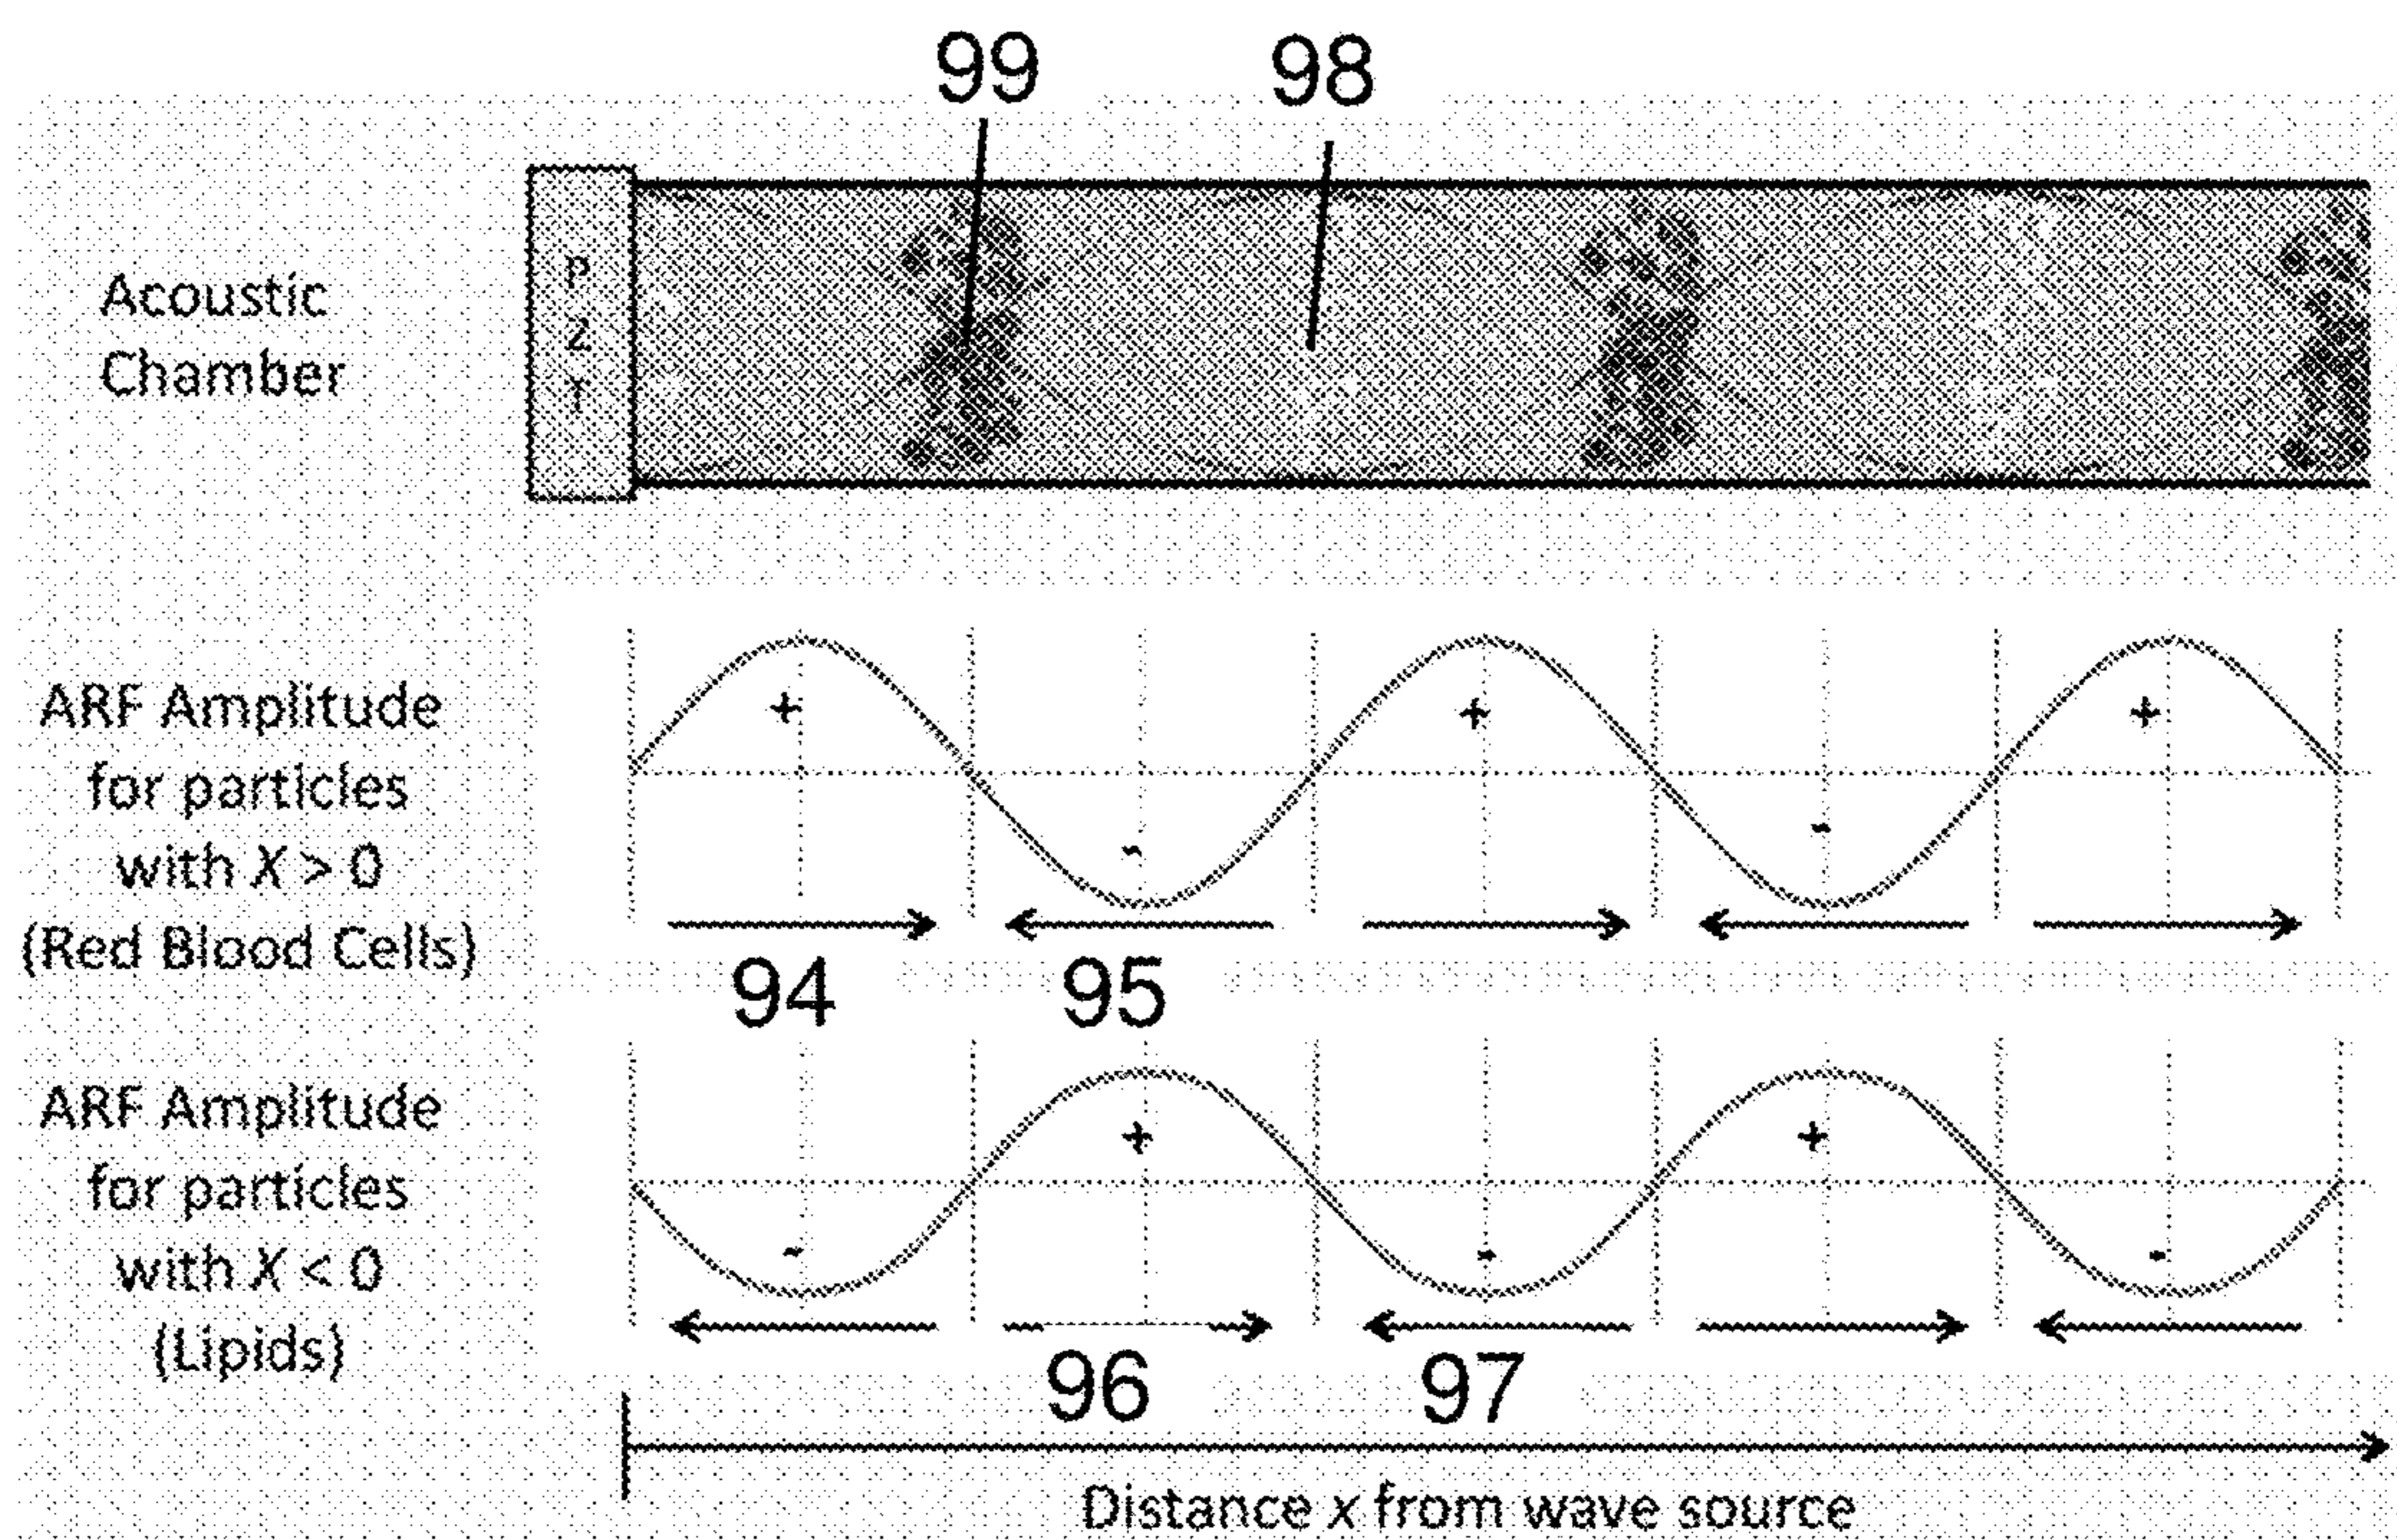 99
98
Acoustic
Chamber
P
Z
T
ARF Amplitude
for particles
with X > 0
(Red Blood Cells)
+
-
+
-
+
94
95
ARF Amplitude
for particles
with X < 0
(Lipids)
-
+
-
+
-
96
97
Distance x from wave source